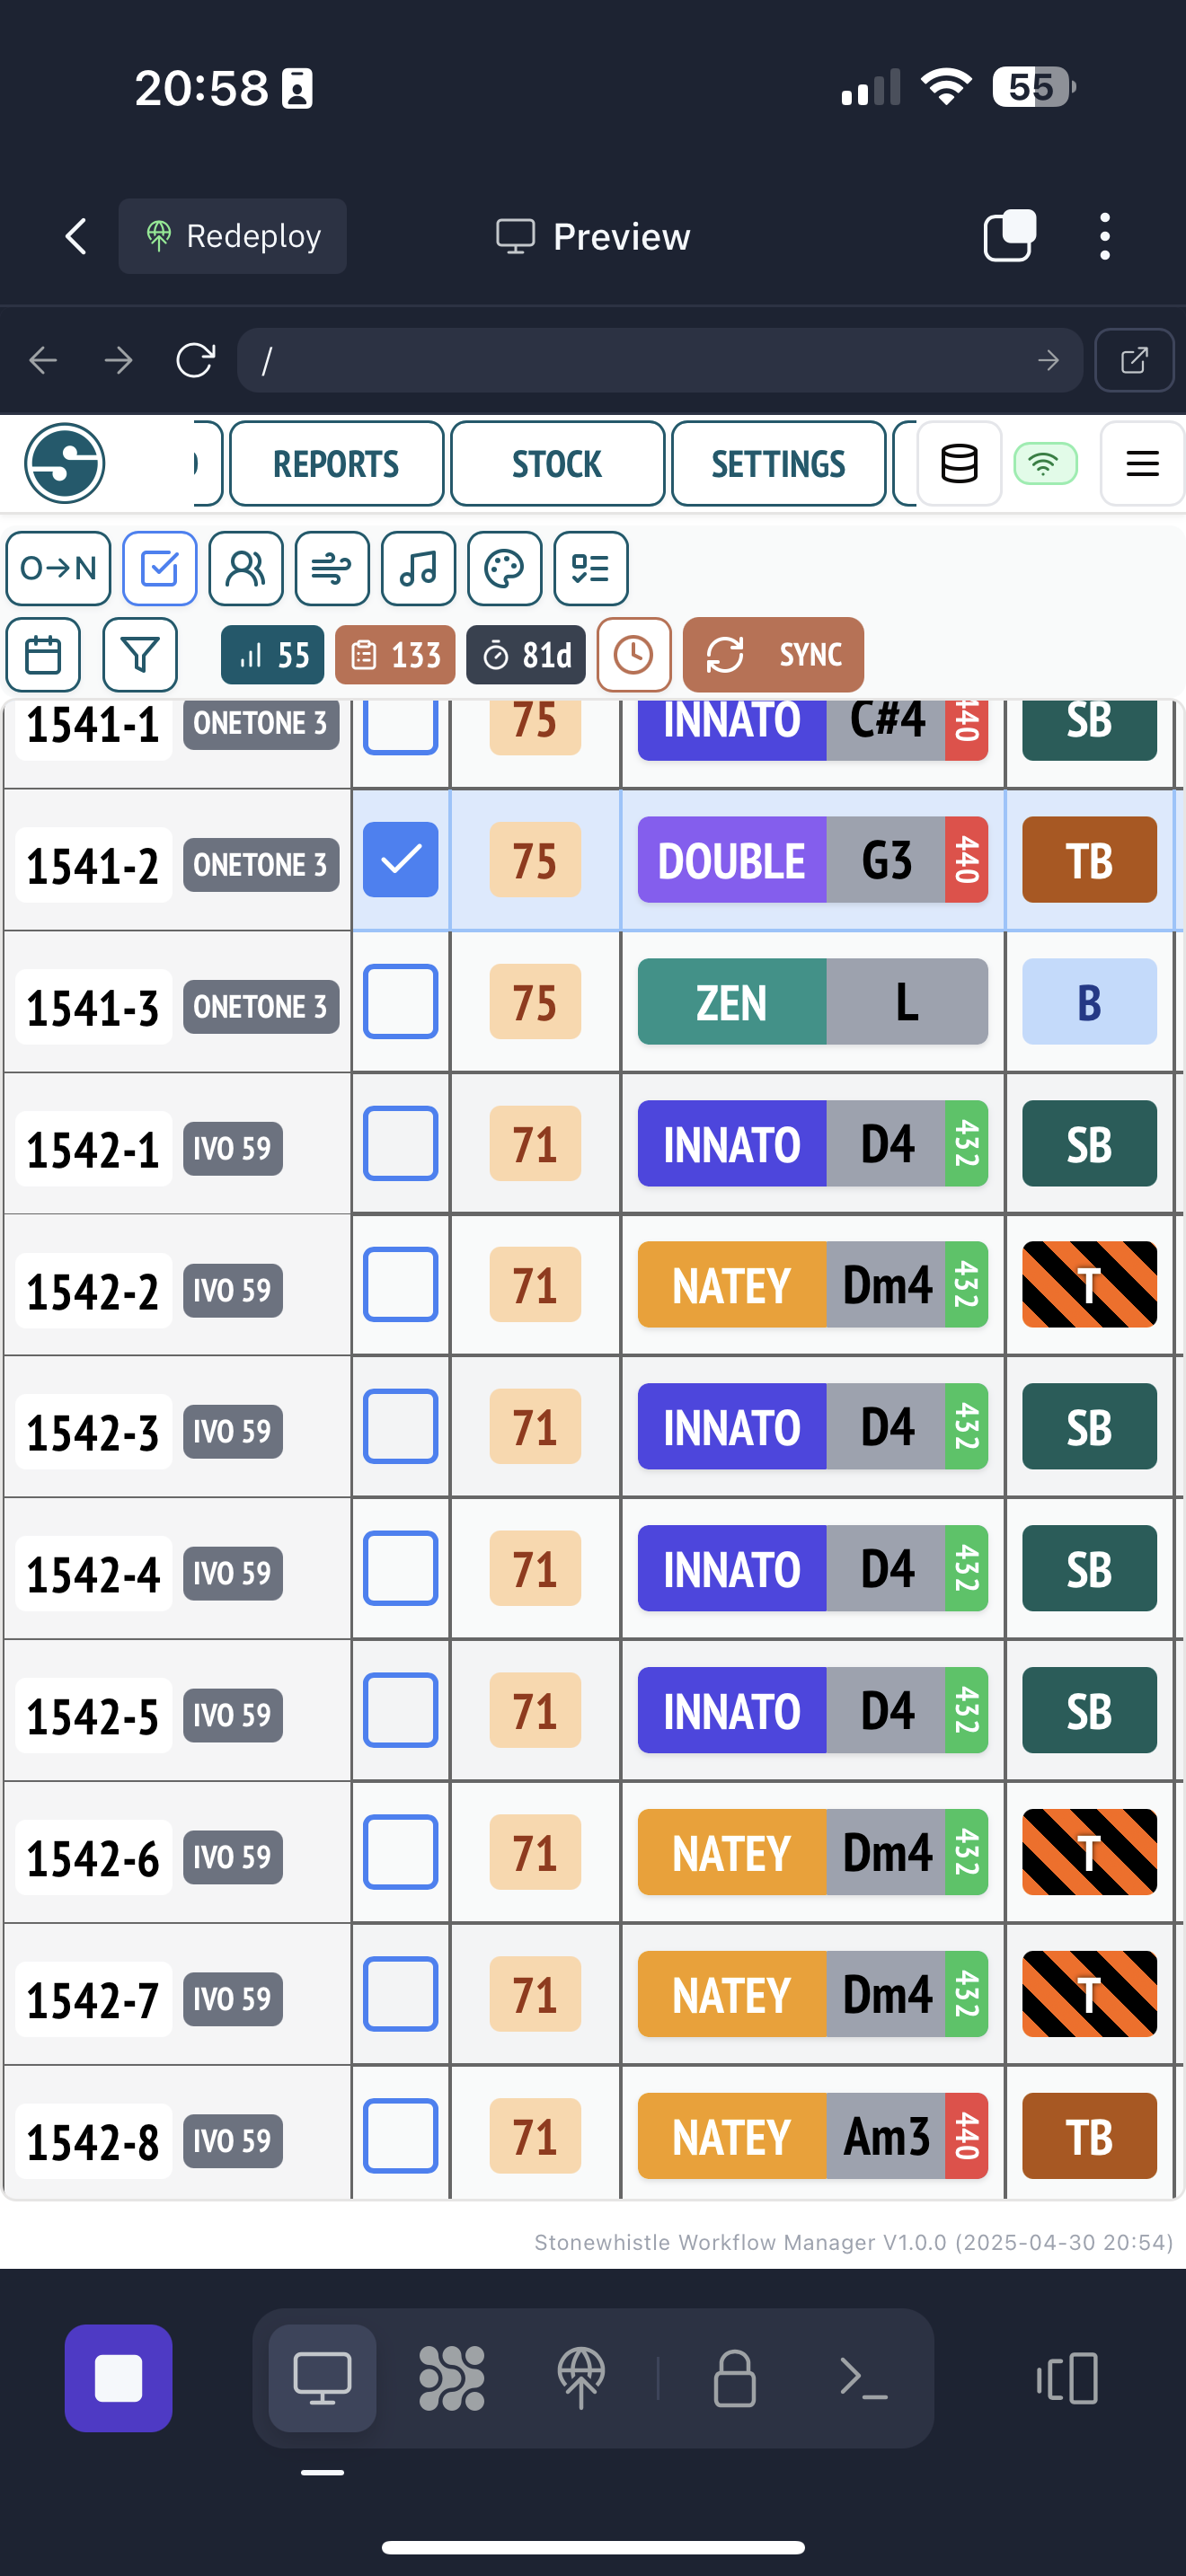 20:58 55
Redeploy Preview
/
REPORTS STOCK SETTINGS
O→N
55 133 81d SYNC
1541-1 ONETONE 3 75 INNATO C#4 440 SB
1541-2 ONETONE 3 75 DOUBLE G3 440 TB
1541-3 ONETONE 3 75 ZEN L B
1542-1 IVO 59 71 INNATO D4 432 SB
1542-2 IVO 59 71 NATEY Dm4 432 T
1542-3 IVO 59 71 INNATO D4 432 SB
1542-4 IVO 59 71 INNATO D4 432 SB
1542-5 IVO 59 71 INNATO D4 432 SB
1542-6 IVO 59 71 NATEY Dm4 432 T
1542-7 IVO 59 71 NATEY Dm4 432 T
1542-8 IVO 59 71 NATEY Am3 440 TB
Stonewhistle Workflow Manager V1.0.0 (2025-04-30 20:54)